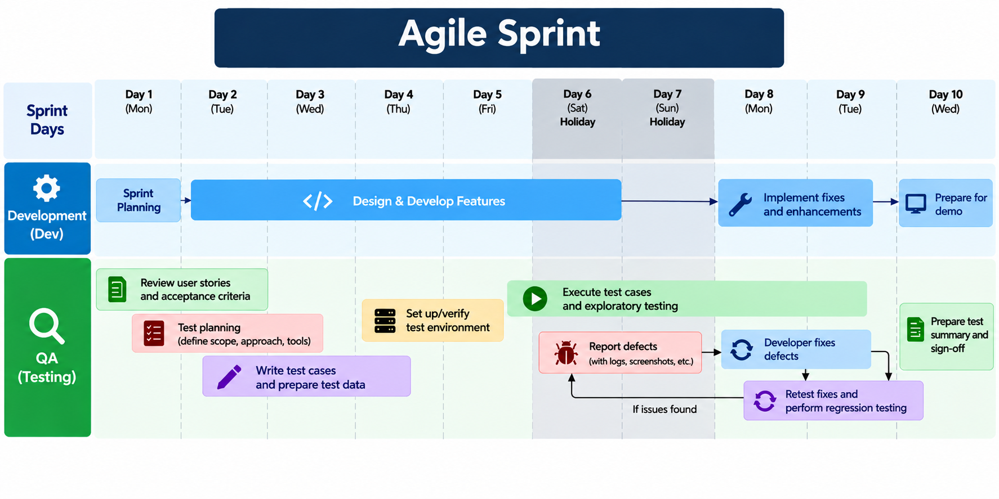 Agile Sprint
Sprint
Days
Day 1
(Mon)
Day 2
(Tue)
Day 3
(Wed)
Day 4
(Thu)
Day 5
(Fri)
Day 6
(Sat)
Holiday
Day 7
(Sun)
Holiday
Day 8
(Mon)
Day 9
(Tue)
Day 10
(Wed)
Development
(Dev)
Sprint
Planning
</> Design & Develop Features
Implement fixes
and enhancements
Prepare for
demo
QA
(Testing)
Review user stories
and acceptance criteria
Test planning
(define scope, approach, tools)
Write test cases
and prepare test data
Set up/verify
test environment
Execute test cases
and exploratory testing
Report defects
(with logs, screenshots, etc.)
Developer fixes
defects
Retest fixes and
perform regression testing
If issues found
Prepare test
summary and
sign-off